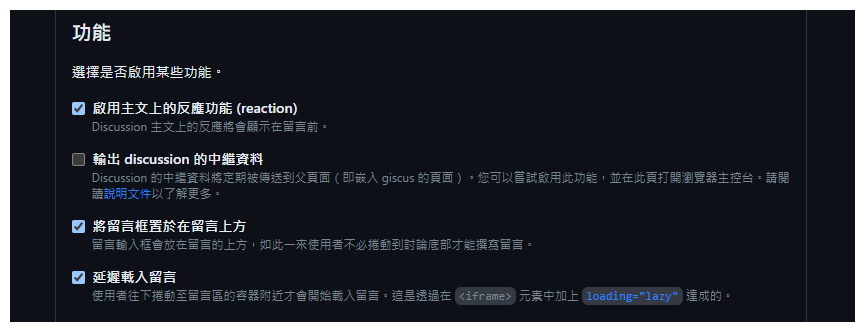 功能
選擇是否啟用某些功能。
啟用主文上的反應功能 (reaction)
Discussion 主文上的反應將會顯示在留言前。
輸出 discussion 的中繼資料
Discussion 的中繼資料將定期被傳送到父頁面（即嵌入 giscus 的頁面）。您可以嘗試啟用此功能，並在此頁打開瀏覽器主控台。請閱
讀說明文件以了解更多。
將留言框置於在留言上方
留言輸入框會放在留言的上方，如此一來使用者不必捲動到討論底部才能撰寫留言。
延遲載入留言
使用者往下捲動至留言區的容器附近才會開始載入留言。這是透過在 <iframe> 元素中加上 loading="lazy" 達成的。